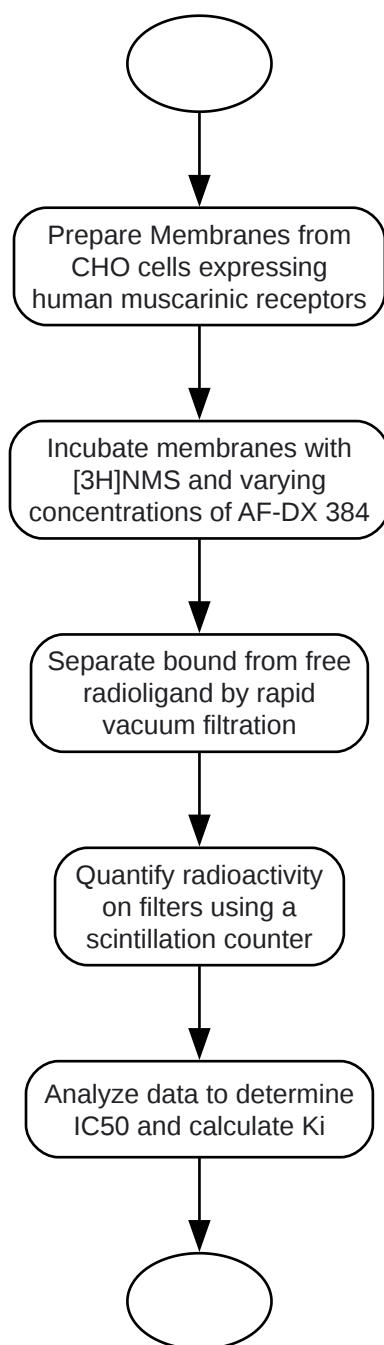 Prepare Membranes from
CHO cells expressing
human muscarinic receptors
Incubate membranes with
[3H]NMS and varying
concentrations of AF-DX 384
Separate bound from free
radioligand by rapid
vacuum filtration
Quantify radioactivity
on filters using a
scintillation counter
Analyze data to determine
IC50 and calculate Ki